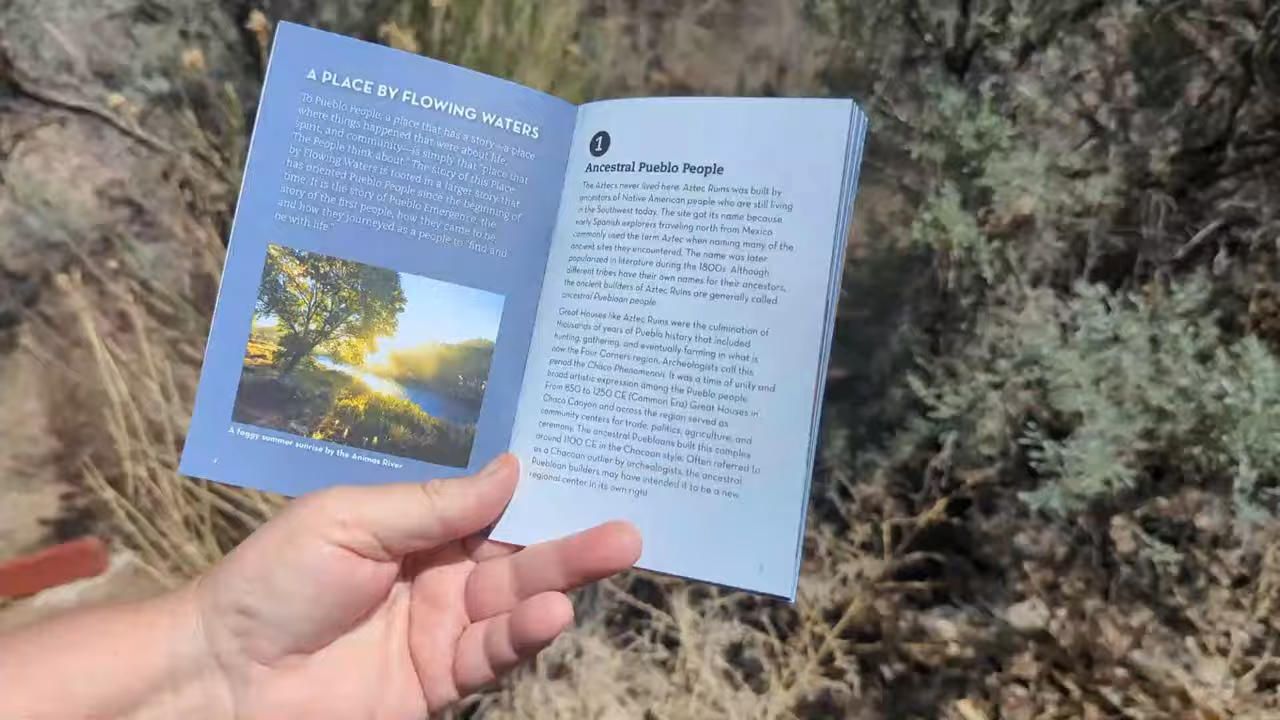 A PLACE BY FLOWING WATERS
"To Pueblo People, a place that has a story—a place
where things happened that were about life,
spirit, and community—is simply that "place that
The People think about." The story of this Place
by Flowing Waters is rooted in a larger story that
has oriented Pueblo People since the beginning of
time. It is the story of Pueblo Emergence, the
story of the first people, how they came to be,
and how they journeyed as a people to "find and
be with life"
A foggy summer sunrise by the Animas River
4
1
Ancestral Pueblo People
The Aztecs never lived here. Aztec Ruins was built by
ancestors of Native American people who are still living
in the Southwest today. The site got its name because
early Spanish explorers traveling north from Mexico
commonly used the term Aztec when naming many of the
ancient sites they encountered. The name was later
popularized in literature during the 1800s. Although
different tribes have their own names for their ancestors,
the ancient builders of Aztec Ruins are generally called
ancestral Puebloan people.
Great Houses like Aztec Ruins were the culmination of
thousands of years of Pueblo history that included
hunting, gathering, and eventually farming in what is
now the Four Corners region. Archeologists call this
period the Chaco Phenomenon. It was a time of unity and
broad artistic expression among the Pueblo people.
From 850 to 1250 CE (Common Era) Great Houses in
Chaco Canyon and across the region served as
community centers for trade, politics, agriculture, and
ceremony. The ancestral Puebloans built this complex
around 1100 CE in the Chacoan style. Often referred to
as a Chacoan outlier by archeologists, the ancestral
Puebloan builders may have intended it to be a new
regional center in its own right.